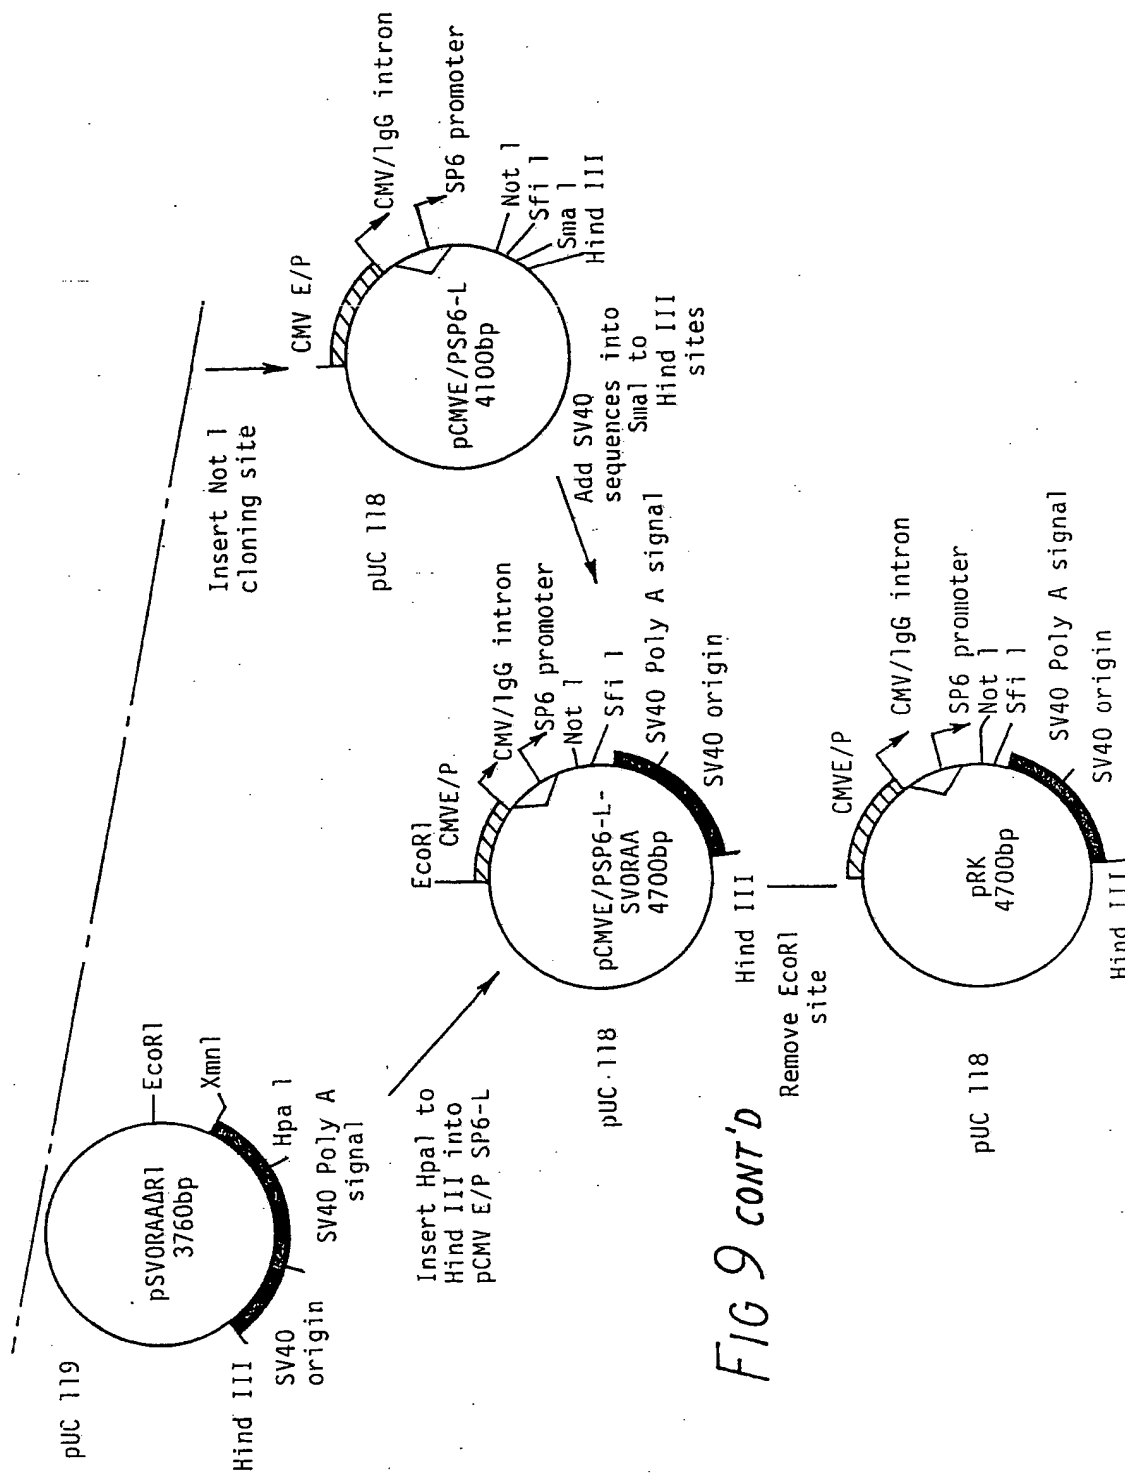 pUC 119
pSVORAAΔR1
3760bp
EcoR1
Xmn1
Hpa 1
SV40 Poly A
signal
SV40
origin
Hind III
Insert Not 1
cloning site
CMV E/P
CMV/1gG intron
SP6 promoter
Not 1
Sfi 1
Sma 1
Hind III
pCMVE/PSP6-L
4100bp
pUC 118
Insert Hpa1 to
Hind III into
pCMV E/P SP6-L
Add SV40
sequences into
Sma1 to
Hind III
sites
EcoR1
CMVE/P
CMV/1gG intron
SP6 promoter
Not 1
Sfi 1
SV40 Poly A signal
SV40 origin
pCMVE/PSP6-L-
SVORAA
4700bp
Hind III
pUC 118
Remove EcoR1
site
CMVE/P
CMV/1gG intron
SP6 promoter
Not 1
Sfi 1
SV40 Poly A signal
SV40 origin
pRK
4700bp
Hind III
pUC 118
FIG 9 CONT'D